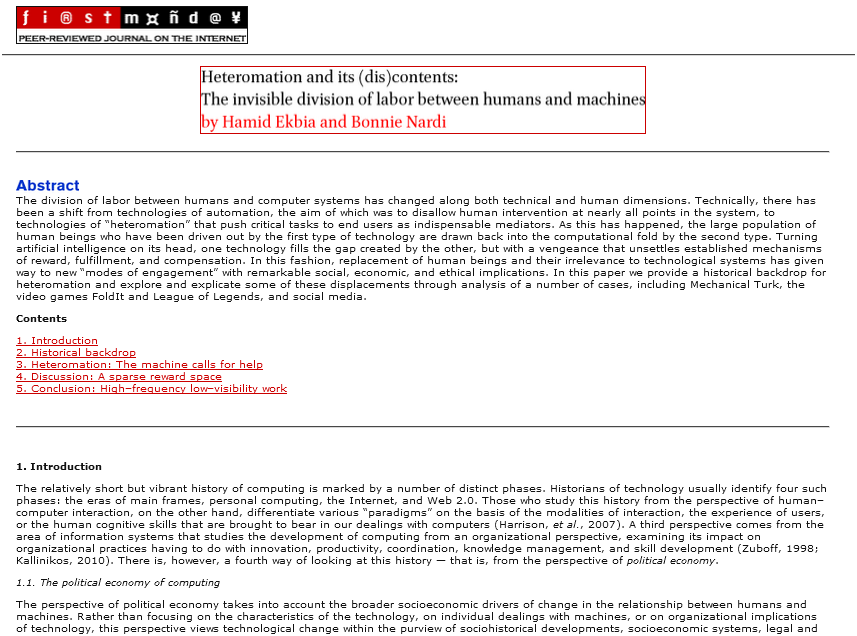 fi®stm¤ñd@¥
PEER-REVIEWED JOURNAL ON THE INTERNET
Heteromation and its (dis)contents:
The invisible division of labor between humans and machines
by Hamid Ekbia and Bonnie Nardi
Abstract
The division of labor between humans and computer systems has changed along both technical and human dimensions. Technically, there has
been a shift from technologies of automation, the aim of which was to disallow human intervention at nearly all points in the system, to
technologies of “heteromation” that push critical tasks to end users as indispensable mediators. As this has happened, the large population of
human beings who have been driven out by the first type of technology are drawn back into the computational fold by the second type. Turning
artificial intelligence on its head, one technology fills the gap created by the other, but with a vengeance that unsettles established mechanisms
of reward, fulfillment, and compensation. In this fashion, replacement of human beings and their irrelevance to technological systems has given
way to new “modes of engagement” with remarkable social, economic, and ethical implications. In this paper we provide a historical backdrop for
heteromation and explore and explicate some of these displacements through analysis of a number of cases, including Mechanical Turk, the
video games FoldIt and League of Legends, and social media.
Contents
1. Introduction
2. Historical backdrop
3. Heteromation: The machine calls for help
4. Discussion: A sparse reward space
5. Conclusion: High–frequency low–visibility work
1. Introduction
The relatively short but vibrant history of computing is marked by a number of distinct phases. Historians of technology usually identify four such
phases: the eras of main frames, personal computing, the Internet, and Web 2.0. Those who study this history from the perspective of human–
computer interaction, on the other hand, differentiate various “paradigms” on the basis of the modalities of interaction, the experience of users,
or the human cognitive skills that are brought to bear in our dealings with computers (Harrison, et al., 2007). A third perspective comes from the
area of information systems that studies the development of computing from an organizational perspective, examining its impact on
organizational practices having to do with innovation, productivity, coordination, knowledge management, and skill development (Zuboff, 1998;
Kallinikos, 2010). There is, however, a fourth way of looking at this history — that is, from the perspective of political economy.
1.1. The political economy of computing
The perspective of political economy takes into account the broader socioeconomic drivers of change in the relationship between humans and
machines. Rather than focusing on the characteristics of the technology, on individual dealings with machines, or on organizational implications
of technology, this perspective views technological change within the purview of sociohistorical developments, socioeconomic systems, legal and